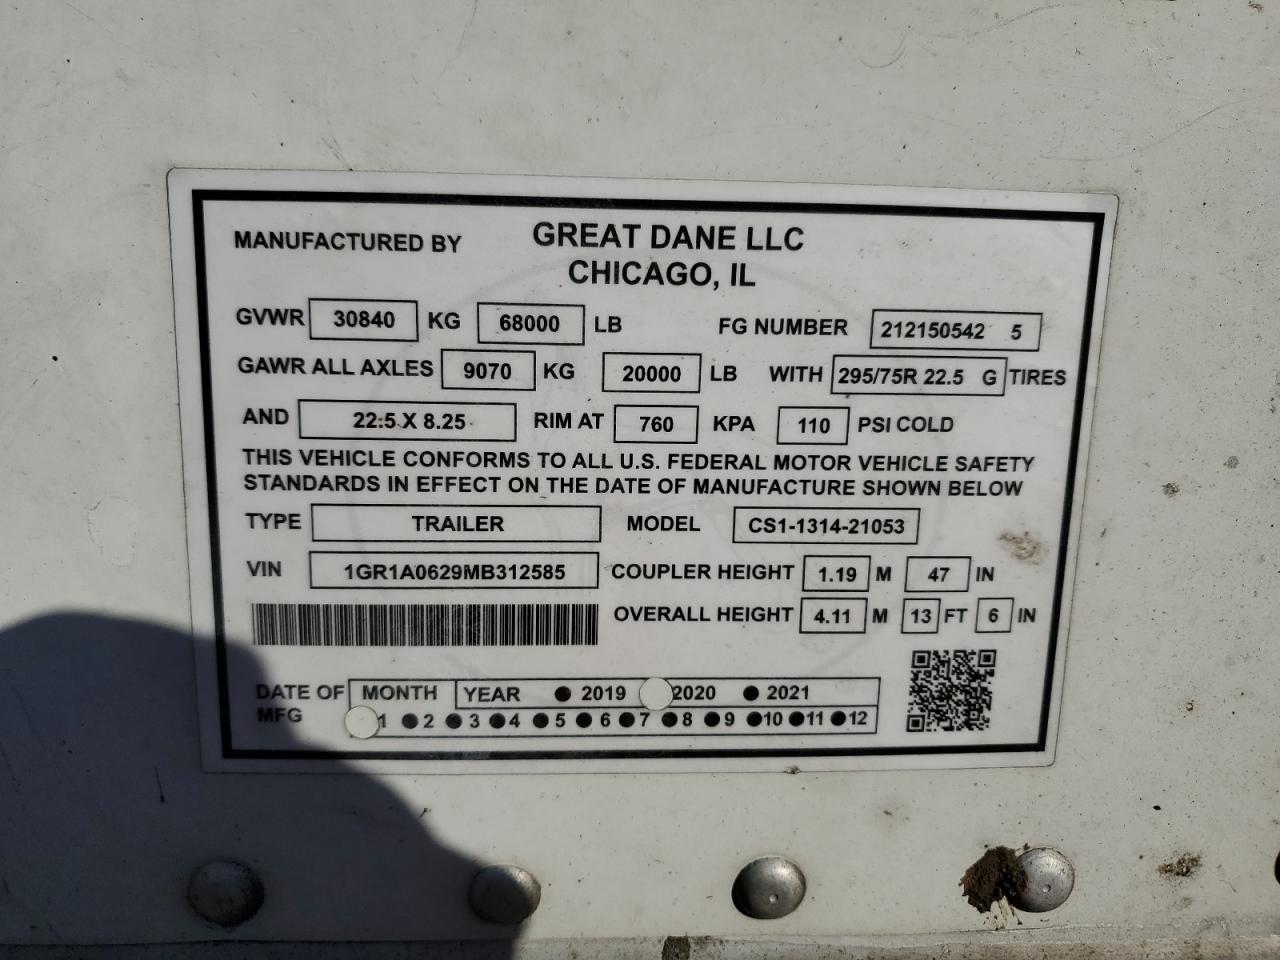 MANUFACTURED BY GREAT DANE LLC
CHICAGO, IL
GVWR 30840 KG 68000 LB FG NUMBER 212150542 5
GAWR ALL AXLES 9070 KG 20000 LB WITH 295/75R 22.5 G TIRES
AND 22.5 X 8.25 RIM AT 760 KPA 110 PSI COLD
THIS VEHICLE CONFORMS TO ALL U.S. FEDERAL MOTOR VEHICLE SAFETY
STANDARDS IN EFFECT ON THE DATE OF MANUFACTURE SHOWN BELOW
TYPE TRAILER MODEL CS1-1314-21053
VIN 1GR1A0629MB312585 COUPLER HEIGHT 1.19 M 47 IN
OVERALL HEIGHT 4.11 M 13 FT 6 IN
DATE OF MONTH YEAR 2019 2020 2021
MFG 1 2 3 4 5 6 7 8 9 10 11 12